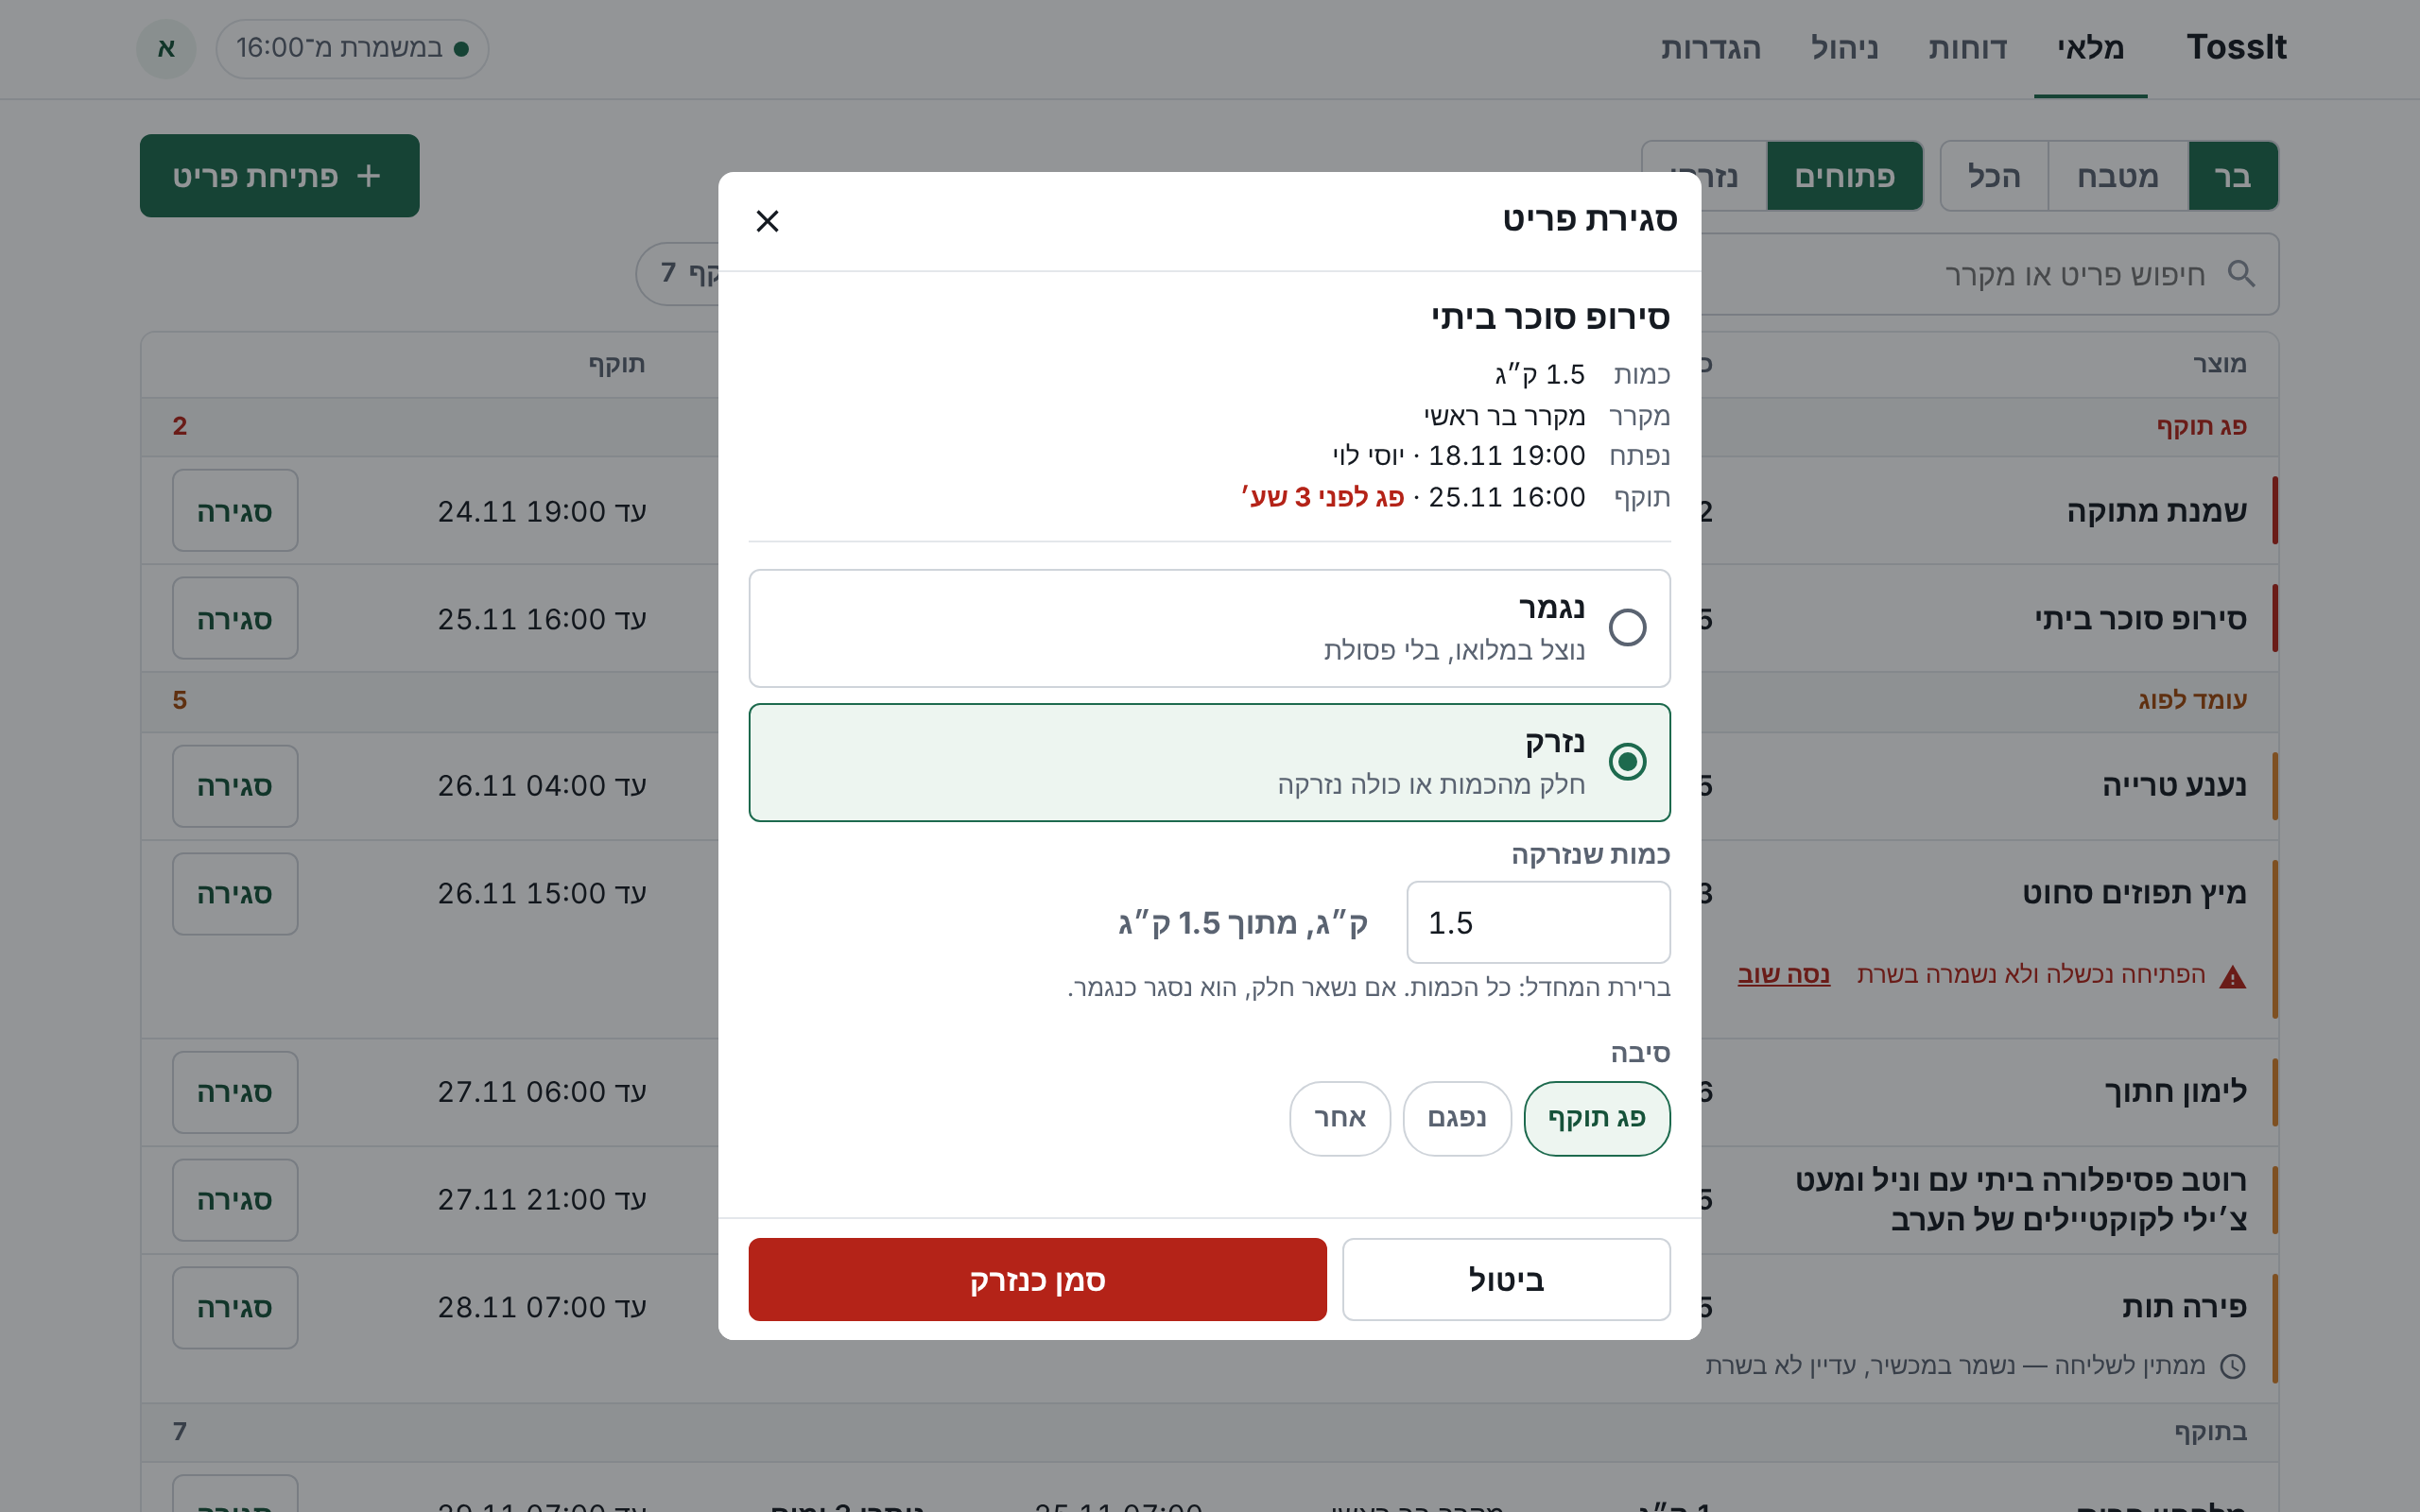 TossIt
מלאי
דוחות
ניהול
הגדרות
במשמרת מ־16:00
א
בר
מטבח
הכל
פתוחים
פתיחת פריט
חיפוש פריט או מקרר
7
מוצר
תוקף
פג תוקף
2
שמנת מתוקה
עד 24.11 19:00
סגירה
סירופ סוכר ביתי
עד 25.11 16:00
סגירה
עומד לפוג
5
נענע טרייה
עד 26.11 04:00
סגירה
מיץ תפוזים סחוט
עד 26.11 15:00
סגירה
הפתיחה נכשלה ולא נשמרה בשרת
נסה שוב
לימון חתוך
עד 27.11 06:00
סגירה
רוטב פסיפלורה ביתי עם וניל ומעט
צ׳ילי לקוקטיילים של הערב
עד 27.11 21:00
סגירה
פירה תות
עד 28.11 07:00
סגירה
ממתין לשליחה — נשמר במכשיר, עדיין לא בשרת
בתוקף
7
סגירת פריט
סירופ סוכר ביתי
כמות 1.5 ק״ג
מקרר מקרר בר ראשי
נפתח 18.11 19:00 · יוסי לוי
תוקף 25.11 16:00 · פג לפני 3 שע׳
נגמר
נוצל במלואו, בלי פסולת
נזרק
חלק מהכמות או כולה נזרקה
כמות שנזרקה
1.5
ק״ג, מתוך 1.5 ק״ג
ברירת המחדל: כל הכמות. אם נשאר חלק, הוא נסגר כנגמר.
סיבה
פג תוקף
נפגם
אחר
ביטול
סמן כנזרק